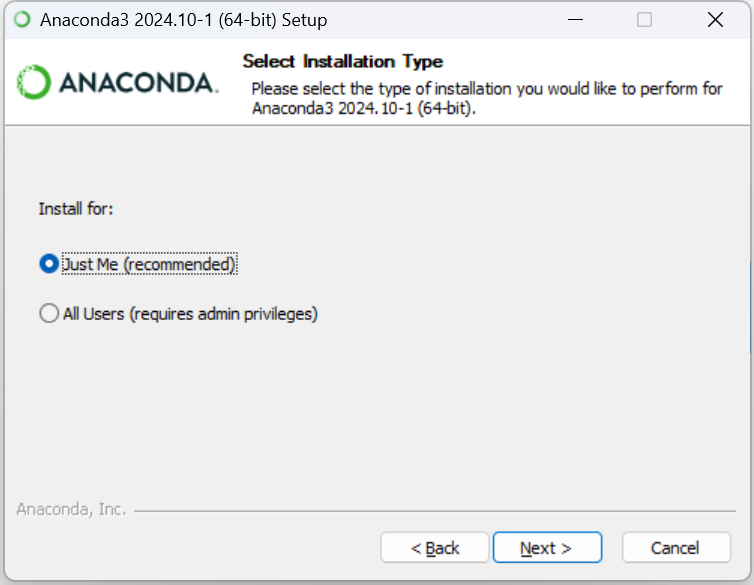 Anaconda3 2024.10-1 (64-bit) Setup
ANACONDA.
Select Installation Type
Please select the type of installation you would like to perform for
Anaconda3 2024.10-1 (64-bit).
Install for:
Just Me (recommended)
All Users (requires admin privileges)
Anaconda, Inc.
< Back
Next >
Cancel